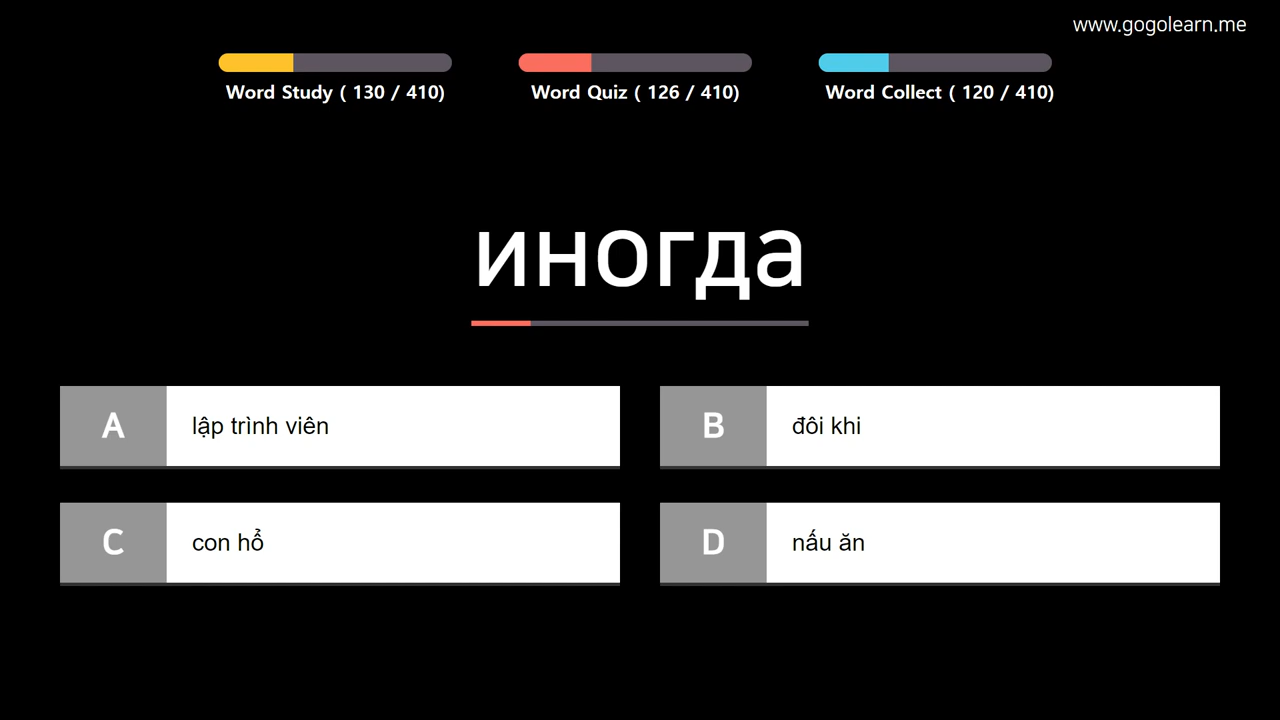 www.gogolearn.me
Word Study ( 130 / 410)
Word Quiz ( 126 / 410)
Word Collect ( 120 / 410)
иногда
A lập trình viên
B đôi khi
C con hổ
D nấu ăn